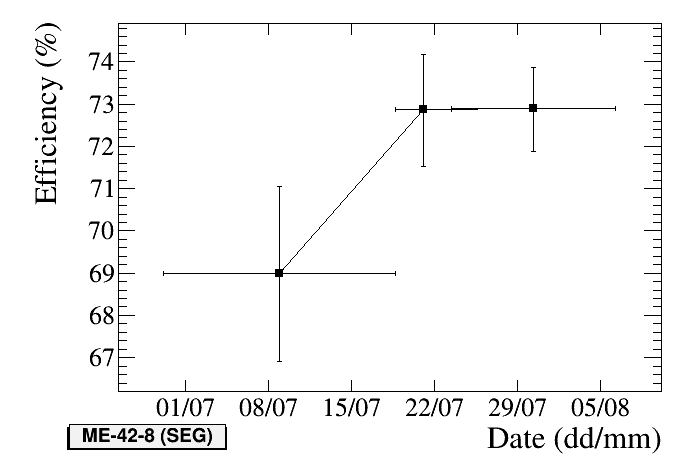 Efficiency (%)
74
73
72
71
70
69
68
67
01/07 08/07 15/07 22/07 29/07 05/08
ME-42-8 (SEG)
Date (dd/mm)